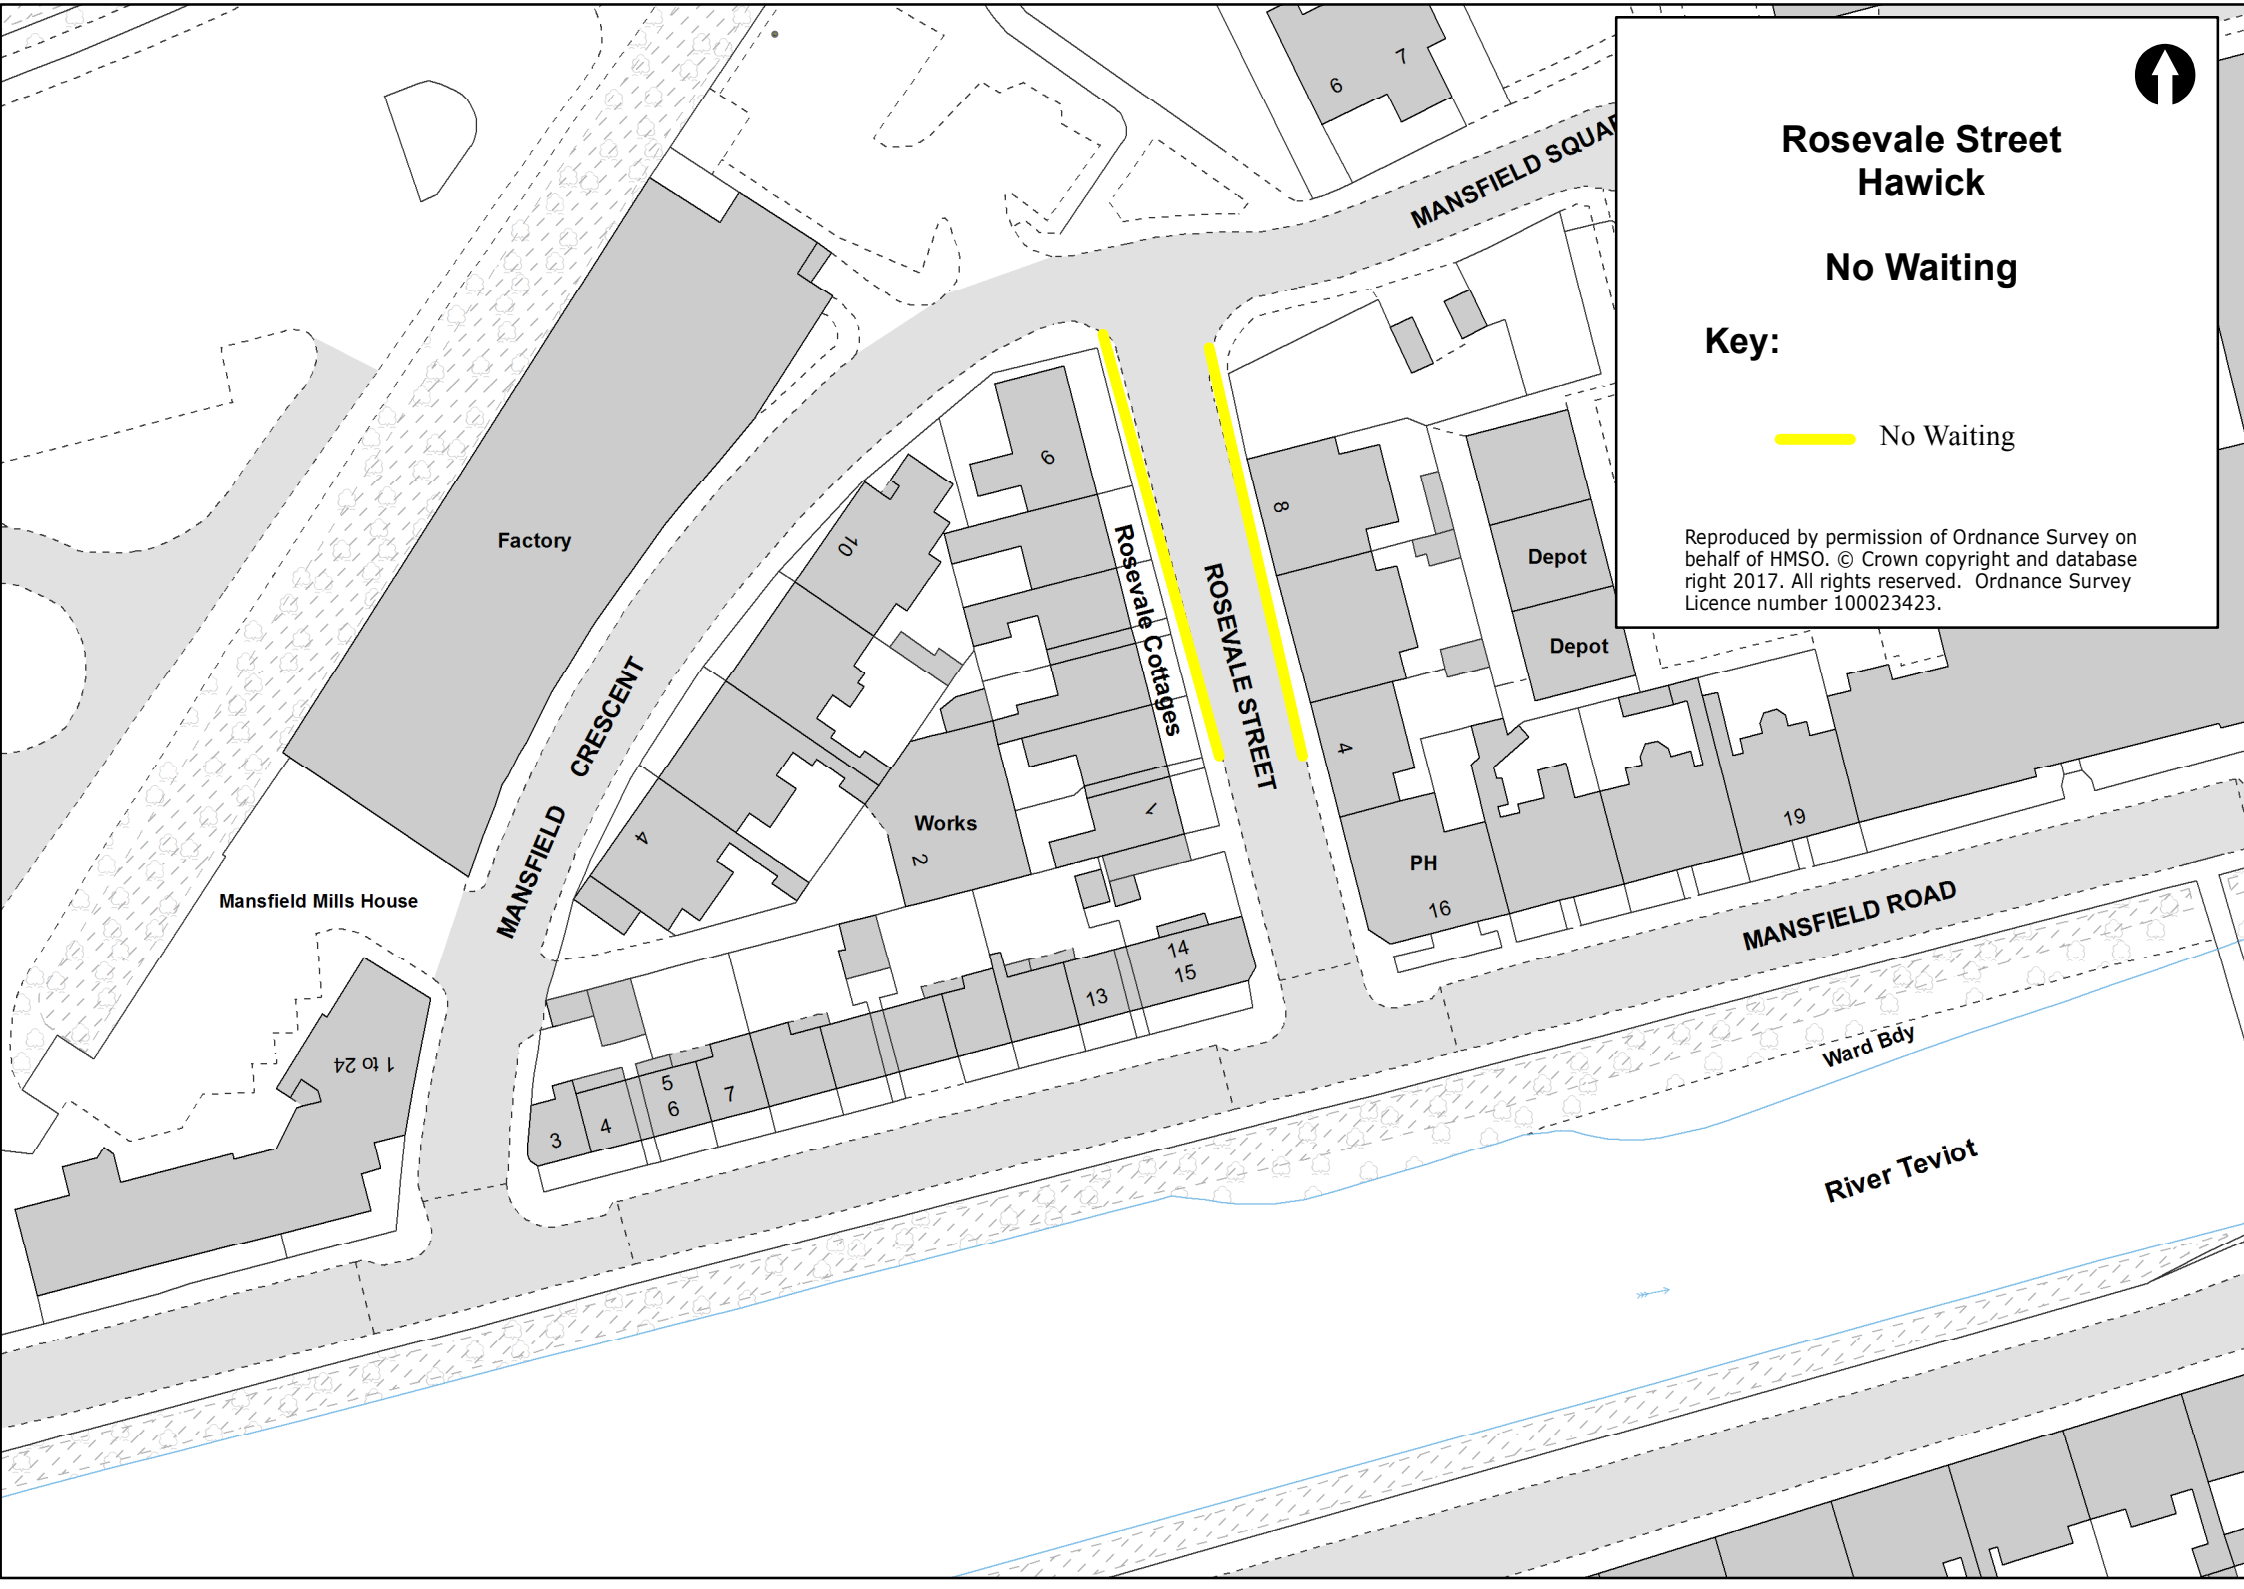 Rosevale Street
Hawick
No Waiting
Key:
No Waiting
Reproduced by permission of Ordnance Survey on
behalf of HMSO. © Crown copyright and database
right 2017. All rights reserved. Ordnance Survey
Licence number 100023423.
6
7
MANSFIELD SQUAR
Factory
9
10
8
Depot
Depot
Rosevale Cottages
ROSEVALE STREET
MANSFIELD CRESCENT
4
4
1
Works
2
PH
16
19
Mansfield Mills House
MANSFIELD ROAD
14
15
13
1 to 24
5
6
7
3
4
Ward Bdy
River Teviot